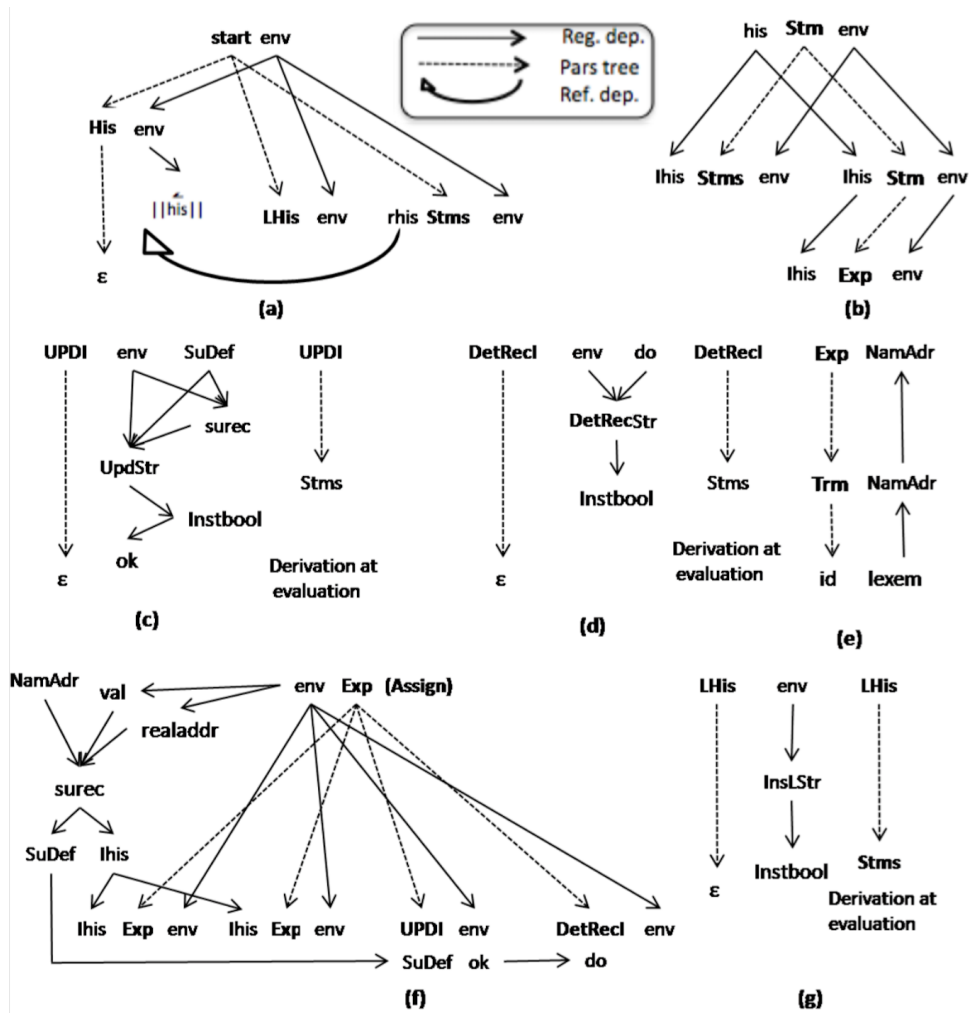 start env
Reg. dep.
Pars tree
Ref. dep.
his Stm env
His env
||his||
LHis env
rhis Stms env
ε
(a)
lhis Stms env
lhis Stm env
lhis Exp env
(b)
UPDI env SuDef UPDI
surec
UpdStr
Instbool
ok
Stms
ε
Derivation at
evaluation
(c)
DetRecI env do DetRecI
DetRecStr
Instbool
Stms
ε
Derivation at
evaluation
(d)
Exp NamAdr
Trm NamAdr
id lexem
(e)
NamAdr val env Exp (Assign)
realaddr
surec
SuDef lhis
lhis Exp env lhis Exp env UPDI env DetRecI env
SuDef ok do
(f)
LHis env LHis
InsLStr
Instbool
Stms
ε
Derivation at
evaluation
(g)